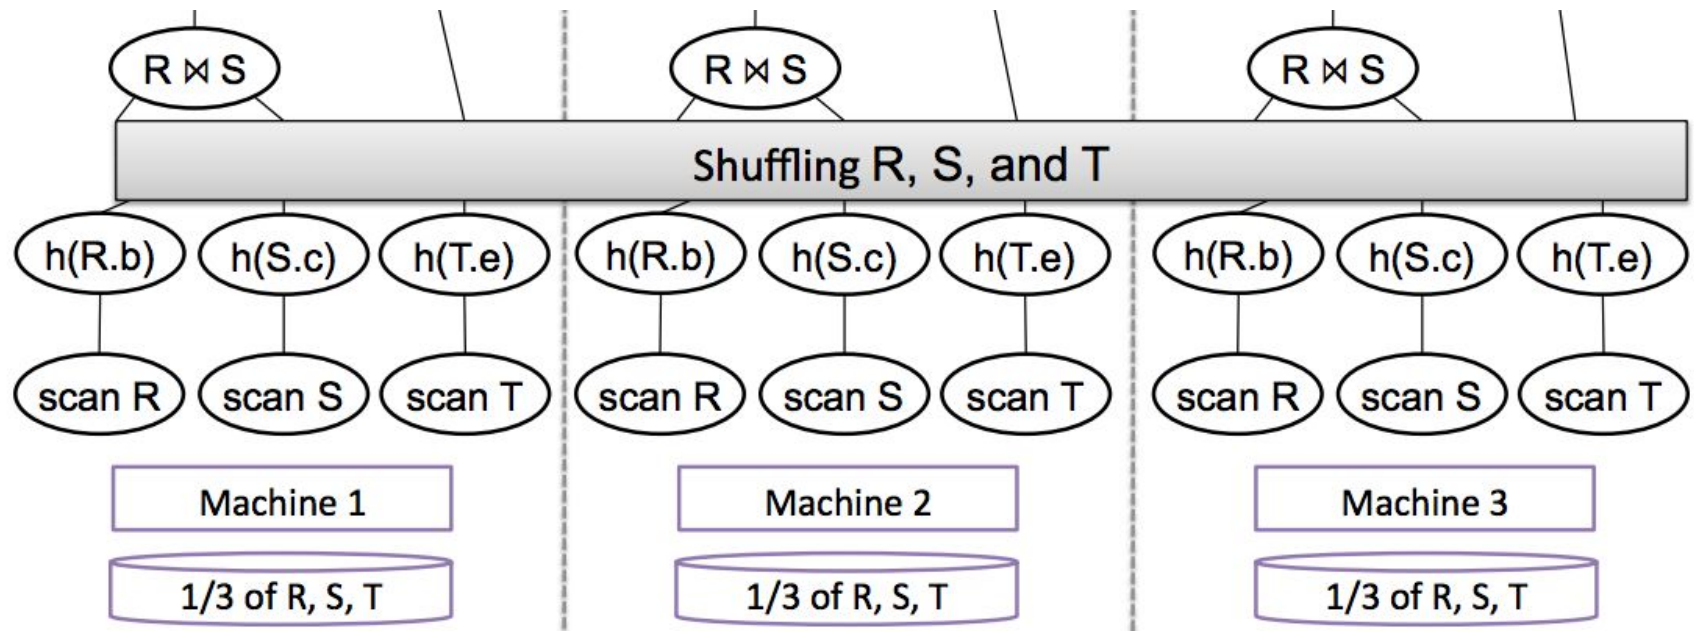 R ⋈ S R ⋈ S R ⋈ S
Shuffling R, S, and T
h(R.b) h(S.c) h(T.e) h(R.b) h(S.c) h(T.e) h(R.b) h(S.c) h(T.e)
scan R scan S scan T scan R scan S scan T scan R scan S scan T
Machine 1 Machine 2 Machine 3
1/3 of R, S, T 1/3 of R, S, T 1/3 of R, S, T